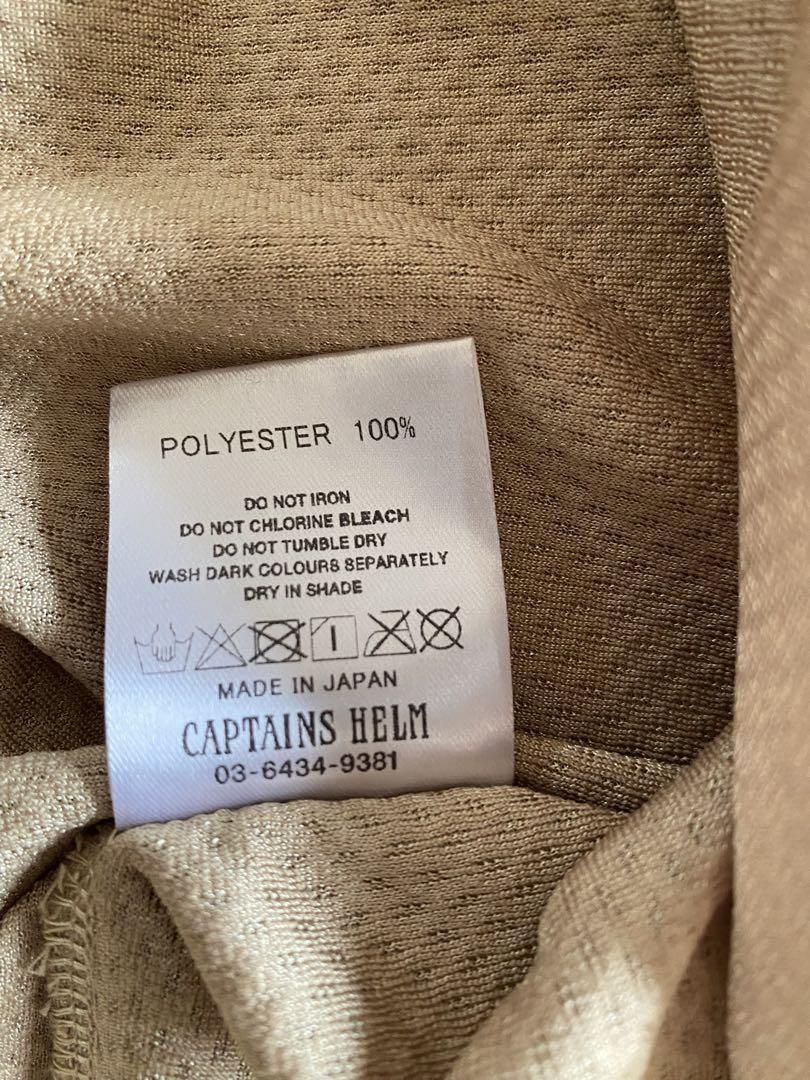 POLYESTER 100%
DO NOT IRON
DO NOT CHLORINE BLEACH
DO NOT TUMBLE DRY
WASH DARK COLOURS SEPARATELY
DRY IN SHADE
MADE IN JAPAN
CAPTAINS HELM
03-6434-9381